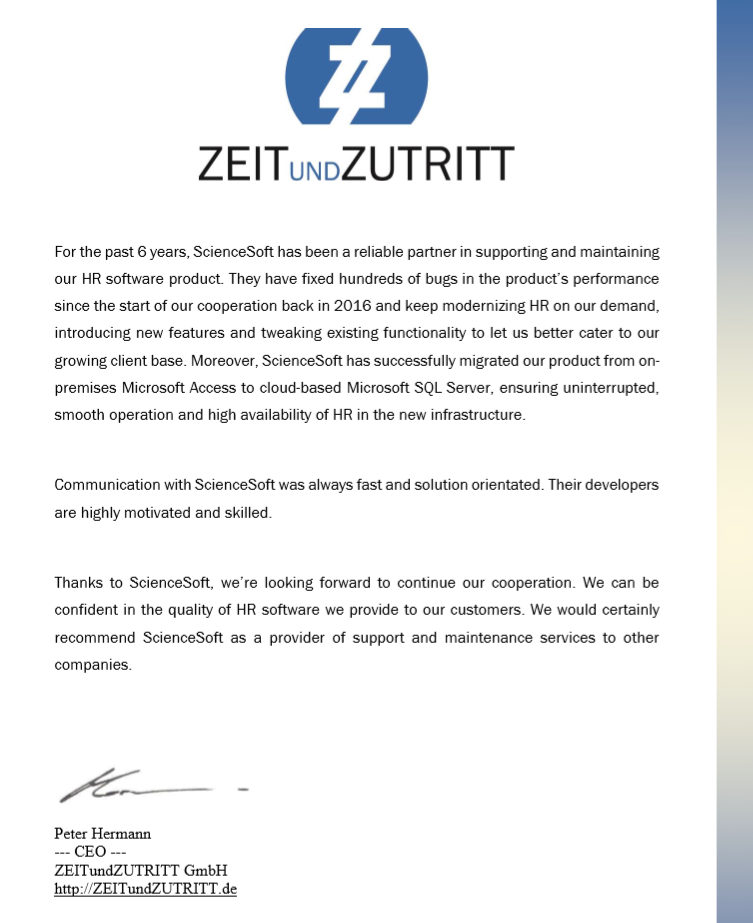 ZEITUNDZUTRITT
For the past 6 years, ScienceSoft has been a reliable partner in supporting and maintaining
our HR software product. They have fixed hundreds of bugs in the product's performance
since the start of our cooperation back in 2016 and keep modernizing HR on our demand,
introducing new features and tweaking existing functionality to let us better cater to our
growing client base. Moreover, ScienceSoft has successfully migrated our product from on-
premises Microsoft Access to cloud-based Microsoft SQL Server, ensuring uninterrupted,
smooth operation and high availability of HR in the new infrastructure.
Communication with ScienceSoft was always fast and solution orientated. Their developers
are highly motivated and skilled.
Thanks to ScienceSoft, we're looking forward to continue our cooperation. We can be
confident in the quality of HR software we provide to our customers. We would certainly
recommend ScienceSoft as a provider of support and maintenance services to other
companies.
Peter Hermann
--- CEO ---
ZEITundZUTRITT GmbH
http://ZEITundZUTRITT.de